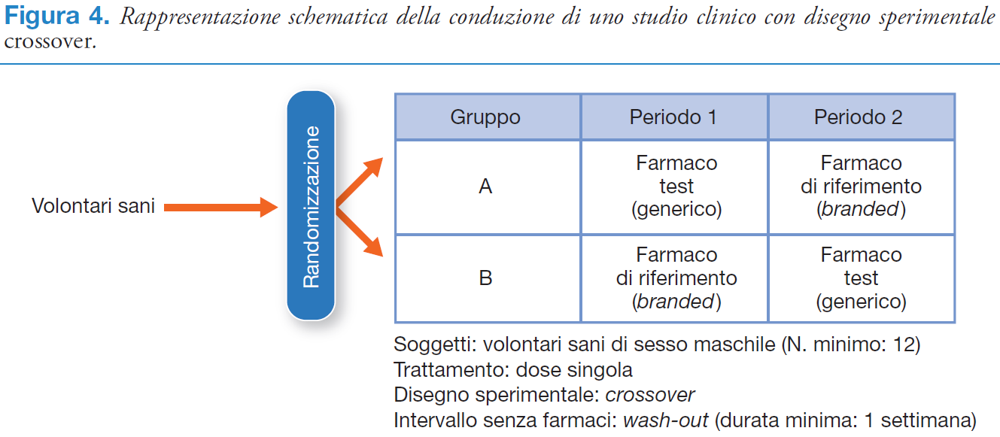 Figura 4. Rappresentazione schematica della conduzione di uno studio clinico con disegno sperimentale
crossover.
Volontari sani
Randomizzazione
Gruppo Periodo 1 Periodo 2
A
Farmaco
test
(generico)
Farmaco
di riferimento
(branded)
B
Farmaco
di riferimento
(branded)
Farmaco
test
(generico)
Soggetti: volontari sani di sesso maschile (N. minimo: 12)
Trattamento: dose singola
Disegno sperimentale: crossover
Intervallo senza farmaci: wash-out (durata minima: 1 settimana)